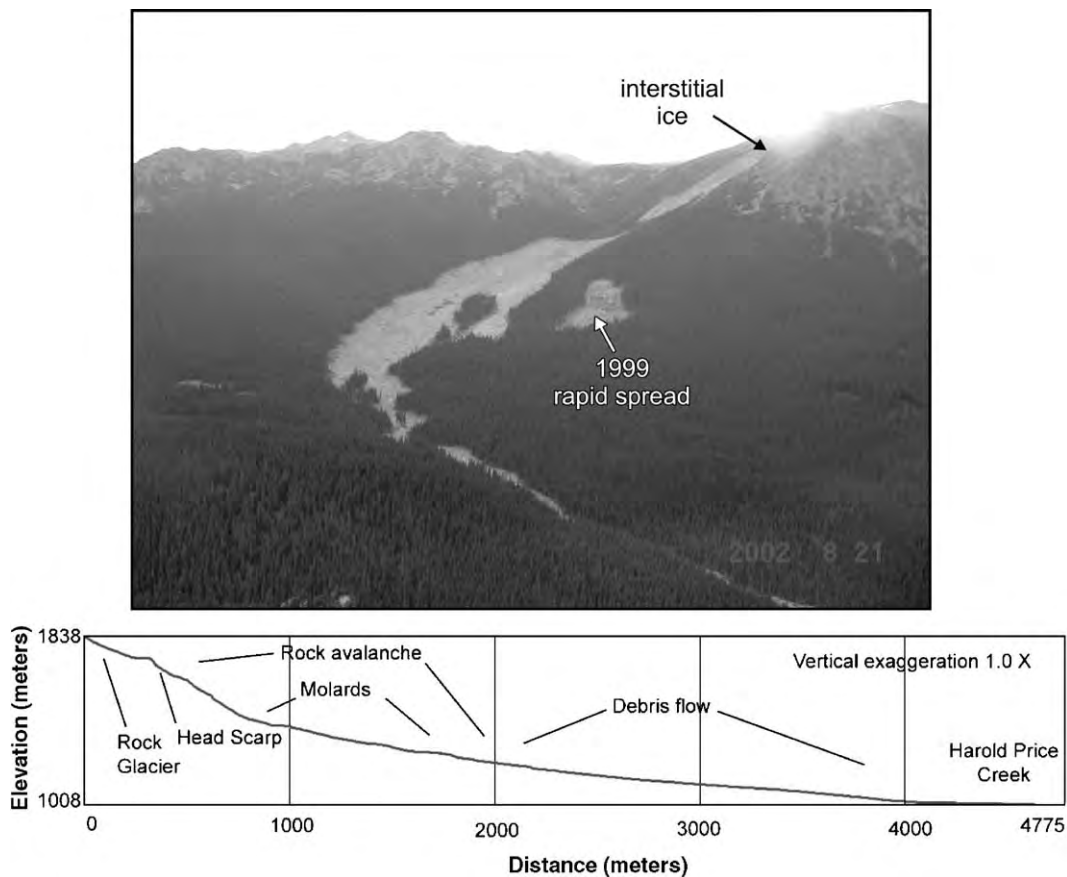 interstitial
ice
1999
rapid spread
2002 8 21
Elevation (meters)
1838
1008
Rock avalanche
Vertical exaggeration 1.0 X
Molards
Debris flow
Rock
Glacier
Head Scarp
Harold Price
Creek
0
1000
2000
3000
4000
4775
Distance (meters)